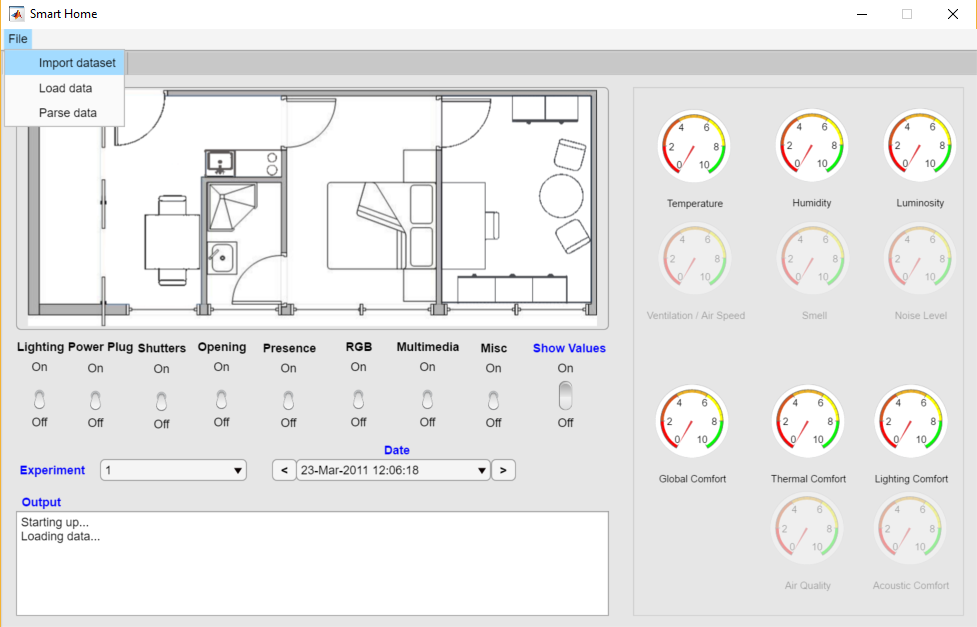 Smart Home
File
Import dataset
Load data
Parse data
0 2 4 6 8 10
0 2 4 6 8 10
0 2 4 6 8 10
Temperature Humidity Luminosity
0 2 4 6 8 10
0 2 4 6 8 10
0 2 4 6 8 10
Ventilation / Air Speed Smell Noise Level
Lighting Power Plug Shutters Opening Presence RGB Multimedia Misc Show Values
On On On On On On On On On
Off Off Off Off Off Off Off Off Off
0 2 4 6 8 10
0 2 4 6 8 10
0 2 4 6 8 10
Global Comfort Thermal Comfort Lighting Comfort
Date
Experiment 1 < 23-Mar-2011 12:06:18 >
Output
Starting up...
Loading data...
0 2 4 6 8 10
0 2 4 6 8 10
Air Quality Acoustic Comfort